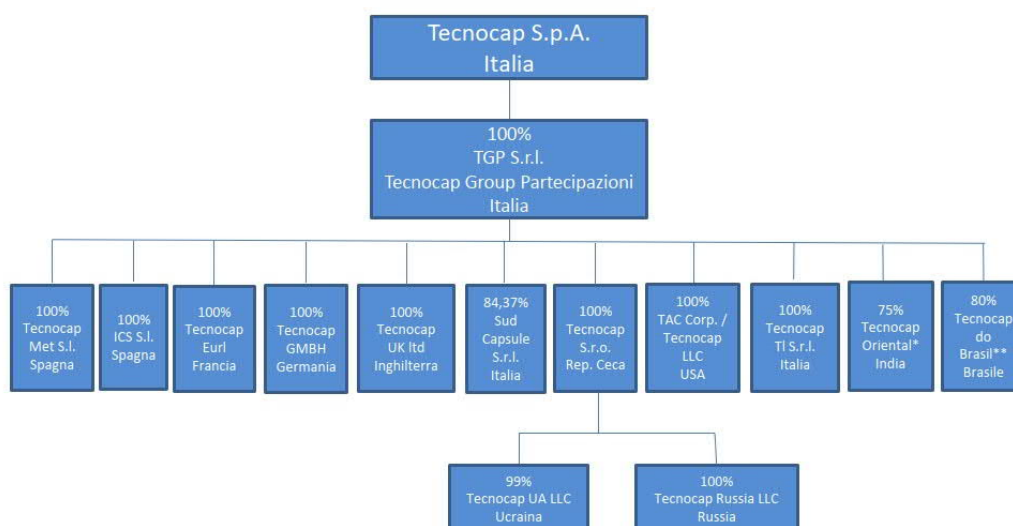 Tecnocap S.p.A.
Italia
100%
TGP S.r.l.
Tecnocap Group Partecipazioni
Italia
100%
Tecnocap
Met S.l.
Spagna
100%
ICS S.l.
Spagna
100%
Tecnocap
Eurl
Francia
100%
Tecnocap
GMBH
Germania
100%
Tecnocap
UK ltd
Inghilterra
84,37%
Sud
Capsule
S.r.l.
Italia
100%
Tecnocap
S.r.o.
Rep. Ceca
100%
TAC Corp. /
Tecnocap
LLC
USA
100%
Tecnocap
Tl S.r.l.
Italia
75%
Tecnocap
Oriental*
India
80%
Tecnocap
do
Brasil**
Brasile
99%
Tecnocap UA LLC
Ucraina
100%
Tecnocap Russia LLC
Russia